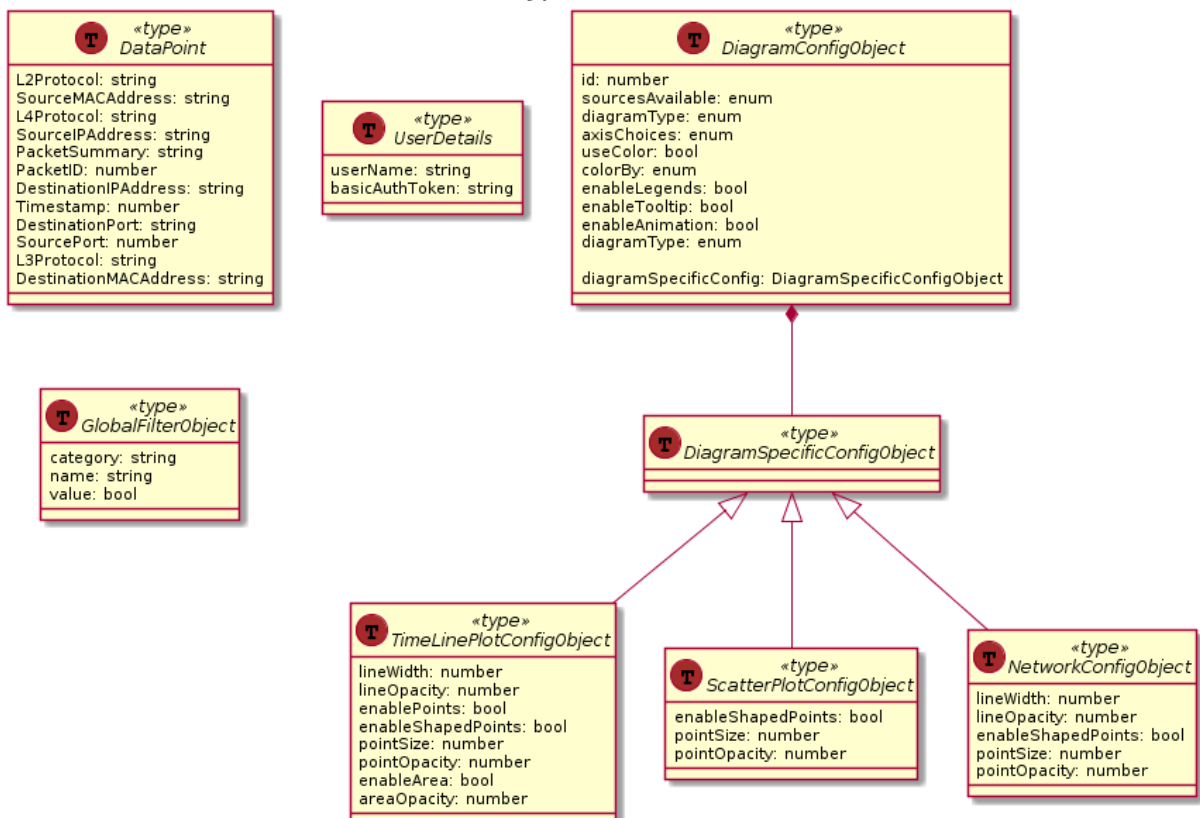 T
«type»
DataPoint
L2Protocol: string
SourceMACAddress: string
L4Protocol: string
SourceIPAddress: string
PacketSummary: string
PacketID: number
DestinationIPAddress: string
Timestamp: number
DestinationPort: string
SourcePort: number
L3Protocol: string
DestinationMACAddress: string
T
«type»
UserDetails
userName: string
basicAuthToken: string
T
«type»
DiagramConfigObject
id: number
sourcesAvailable: enum
diagramType: enum
axisChoices: enum
useColor: bool
colorBy: enum
enableLegends: bool
enableTooltip: bool
enableAnimation: bool
diagramType: enum
diagramSpecificConfig: DiagramSpecificConfigObject
T
«type»
GlobalFilterObject
category: string
name: string
value: bool
T
«type»
DiagramSpecificConfigObject
T
«type»
TimeLinePlotConfigObject
lineWidth: number
lineOpacity: number
enablePoints: bool
enableShapedPoints: bool
pointSize: number
pointOpacity: number
enableArea: bool
areaOpacity: number
T
«type»
ScatterPlotConfigObject
enableShapedPoints: bool
pointSize: number
pointOpacity: number
T
«type»
NetworkConfigObject
lineWidth: number
lineOpacity: number
enableShapedPoints: bool
pointSize: number
pointOpacity: number